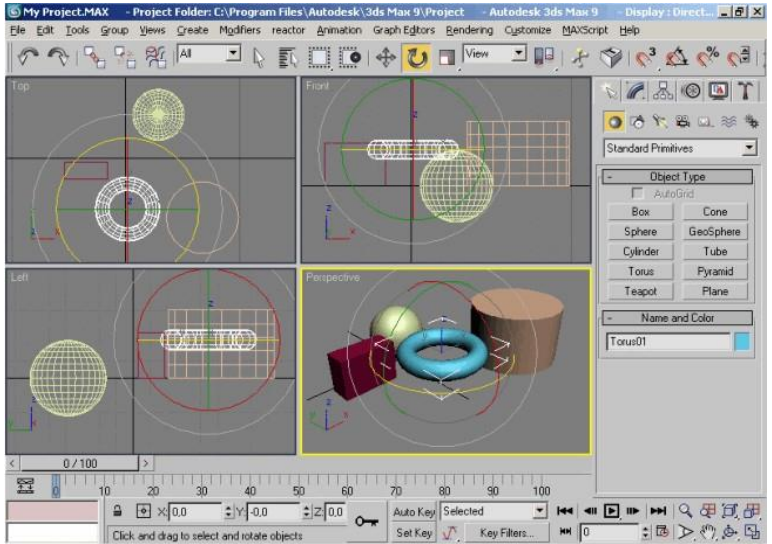 My Project.MAX - Project Folder: C:\Program Files\Autodesk\3ds Max 9\Project - Autodesk 3ds Max 9 - Display : Direct...
File Edit Tools Group Views Create Modifiers reactor Animation Graph Editors Rendering Customize MAXScript Help
All View
Top
Front
Left
Perspective
Standard Primitives
- Object Type
AutoGrid
Box Cone
Sphere GeoSphere
Cylinder Tube
Torus Pyramid
Teapot Plane
- Name and Color
Torus01
< 0 / 100 >
0 10 20 30 40 50 60 70 80 90 100
X: 0,0 Y: -0,0 Z: 0,0 Auto Key Selected
Click and drag to select and rotate objects Set Key Key Filters... 0